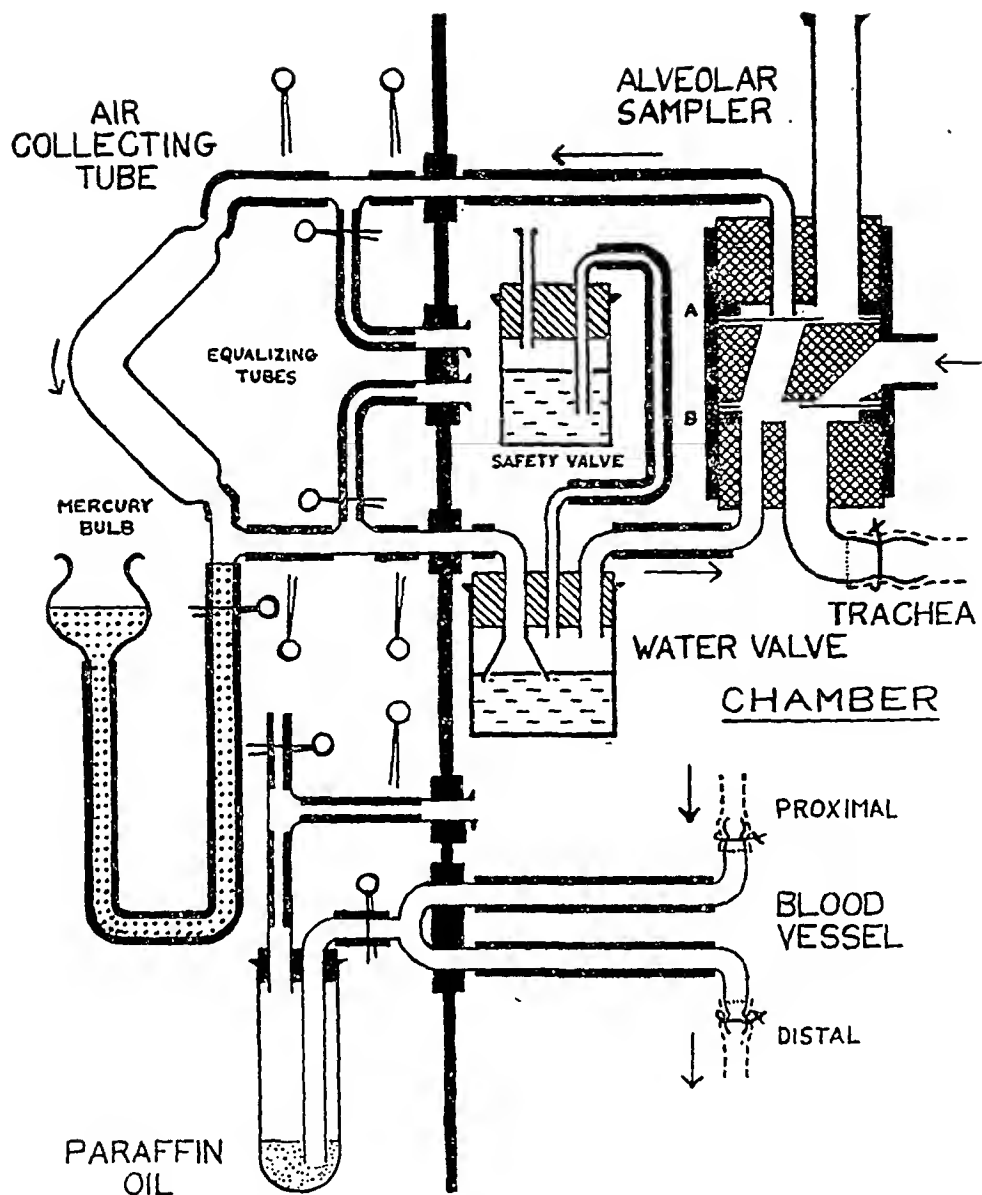 AIR
COLLECTING
TUBE
ALVEOLAR
SAMPLER
A
EQUALIZING
TUBES
B
SAFETY VALVE
MERCURY
BULB
TRACHEA
WATER VALVE
CHAMBER
PROXIMAL
BLOOD
VESSEL
DISTAL
PARAFFIN
OIL